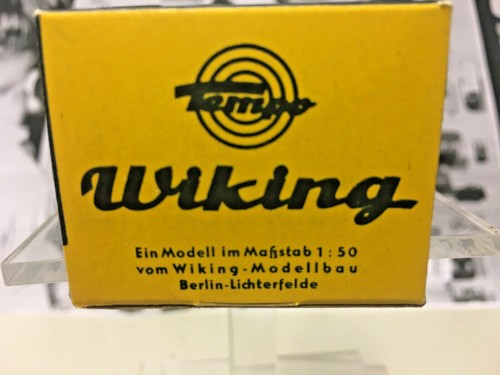 Tempo
Wiking
Ein Modell im Maßstab 1:50
vom Wiking-Modellbau
Berlin-Lichterfelde